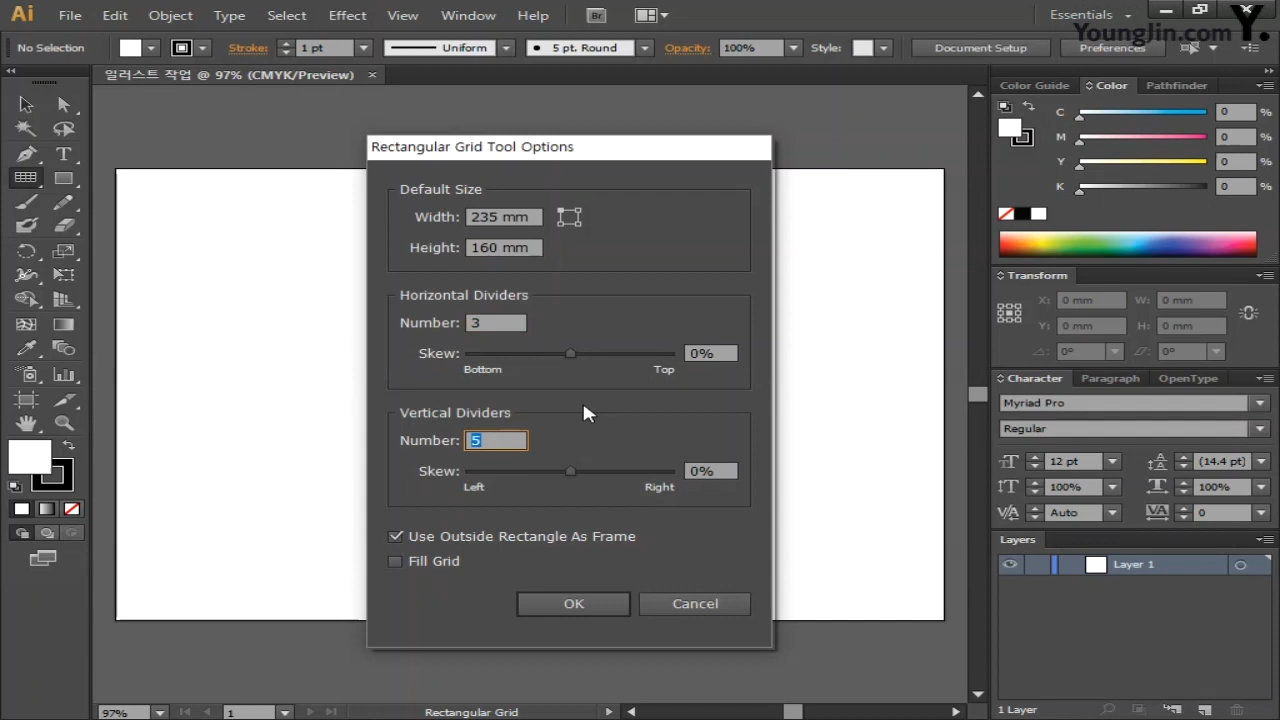 Ai File Edit Object Type Select Effect View Window Help Br Essentials
YoungJin.com Y.
No Selection Stroke: 1 pt Uniform 5 pt. Round Opacity: 100% Style: Document Setup Preferences
일러스트 작업 @ 97% (CMYK/Preview)
Rectangular Grid Tool Options
Default Size
Width: 235 mm
Height: 160 mm
Horizontal Dividers
Number: 3
Skew: 0%
Bottom Top
Vertical Dividers
Number: 5
Skew: 0%
Left Right
Use Outside Rectangle As Frame
Fill Grid
OK Cancel
Color Guide Color Pathfinder
C 0 %
M 0 %
Y 0 %
K 0 %
Transform
X: 0 mm W: 0 mm
Y: 0 mm H: 0 mm
0° 0°
Character Paragraph OpenType
Myriad Pro
Regular
12 pt (14.4 pt)
100% 100%
Auto 0
Layers
Layer 1
1 Layer
97% 1 Rectangular Grid